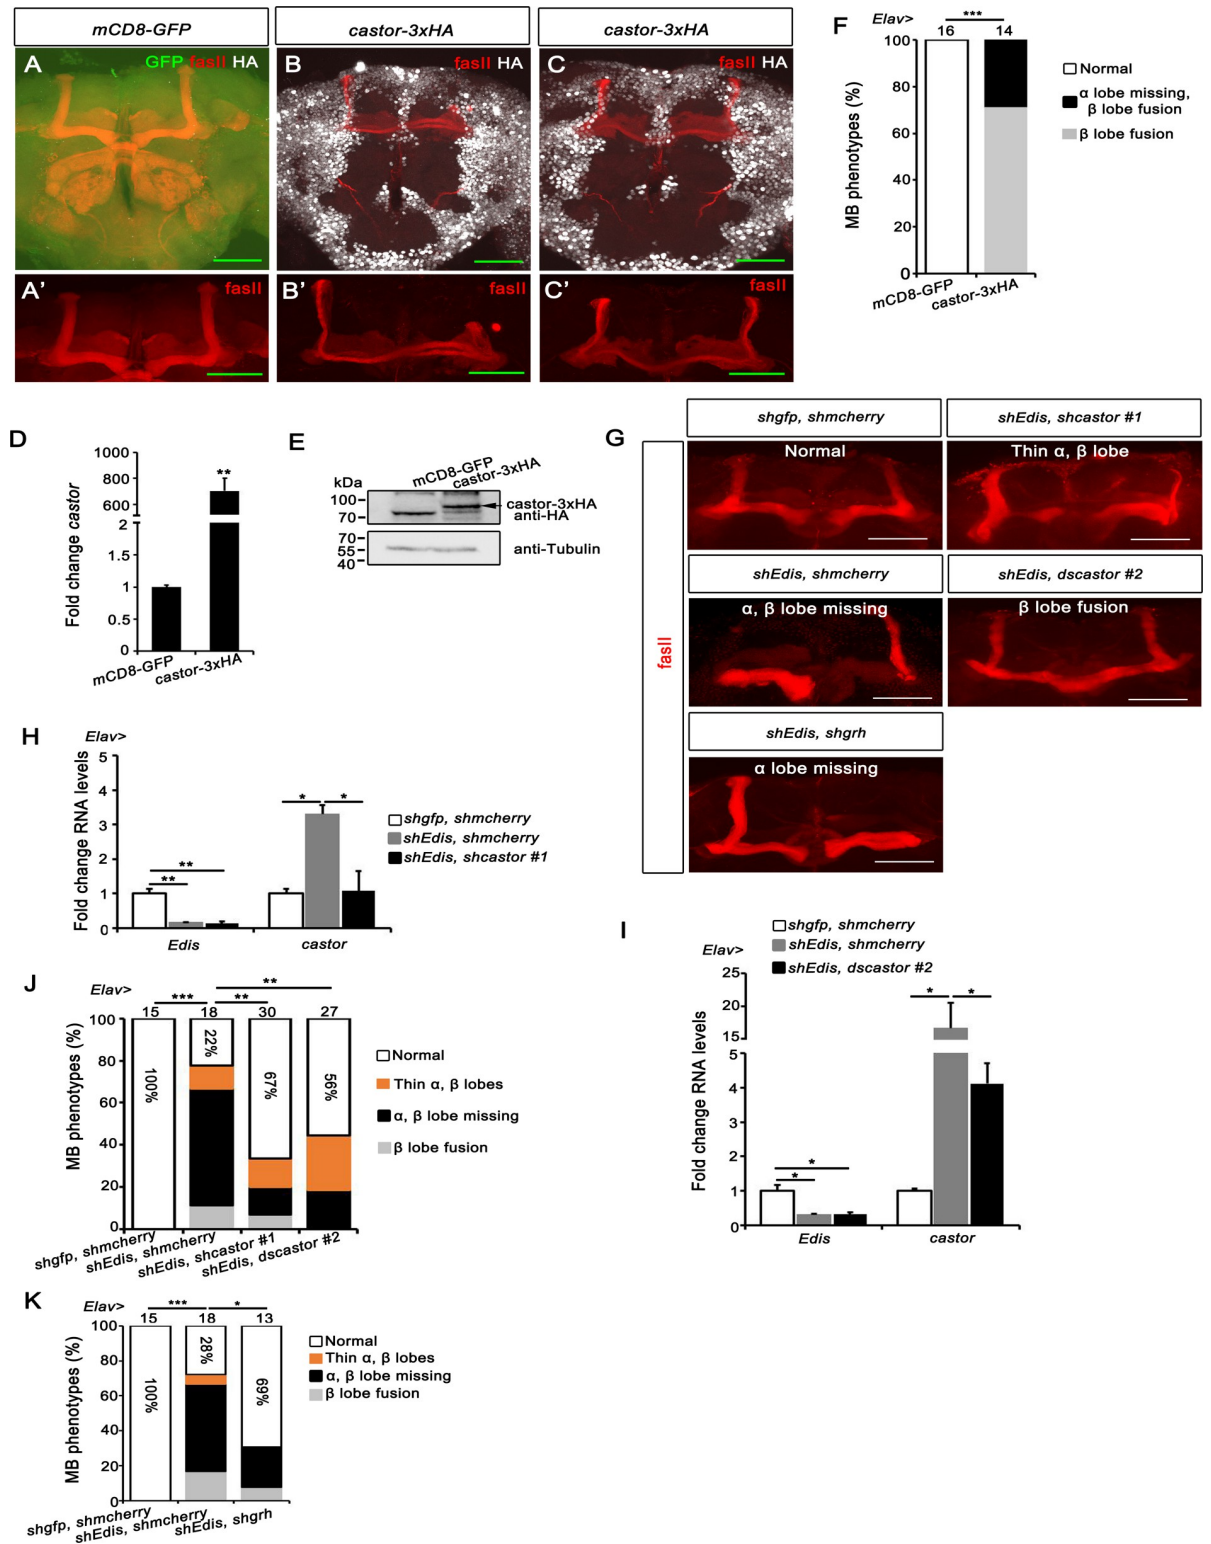 mCD8-GFP
castor-3xHA
castor-3xHA
A
GFP fasII HA
B
fasII HA
C
fasII HA
A'
fasII
B'
fasII
C'
fasII
F
Elav>
***
16
14
MB phenotypes (%)
100
80
60
40
20
0
mCD8-GFP
castor-3xHA
Normal
α lobe missing,
β lobe fusion
β lobe fusion
D
Fold change castor
1000
800
600
2
1.5
1
0.5
0
**
mCD8-GFP
castor-3xHA
E
kDa
mCD8-GFP
castor-3xHA
100
70
castor-3xHA
anti-HA
70
55
40
anti-Tubulin
G
fasII
shgfp, shmcherry
Normal
shEdis, shcastor #1
Thin α, β lobe
shEdis, shmcherry
α, β lobe missing
shEdis, dscastor #2
β lobe fusion
shEdis, shgrh
α lobe missing
H
Elav>
Fold change RNA levels
5
4
3
2
1
0
**
**
*
*
Edis
castor
shgfp, shmcherry
shEdis, shmcherry
shEdis, shcastor #1
I
Elav>
shgfp, shmcherry
shEdis, shmcherry
shEdis, dscastor #2
Fold change RNA levels
25
20
15
5
4
3
2
1
0
*
*
*
*
Edis
castor
J
Elav>
**
***
**
15
18
30
27
MB phenotypes (%)
100
80
60
40
20
0
100%
22%
67%
56%
shgfp, shmcherry
shEdis, shmcherry
shEdis, shcastor #1
shEdis, dscastor #2
Normal
Thin α, β lobes
α, β lobe missing
β lobe fusion
K
Elav>
***
*
15
18
13
MB phenotypes (%)
100
80
60
40
20
0
100%
28%
69%
shgfp, shmcherry
shEdis, shmcherry
shEdis, shgrh
Normal
Thin α, β lobes
α, β lobe missing
β lobe fusion